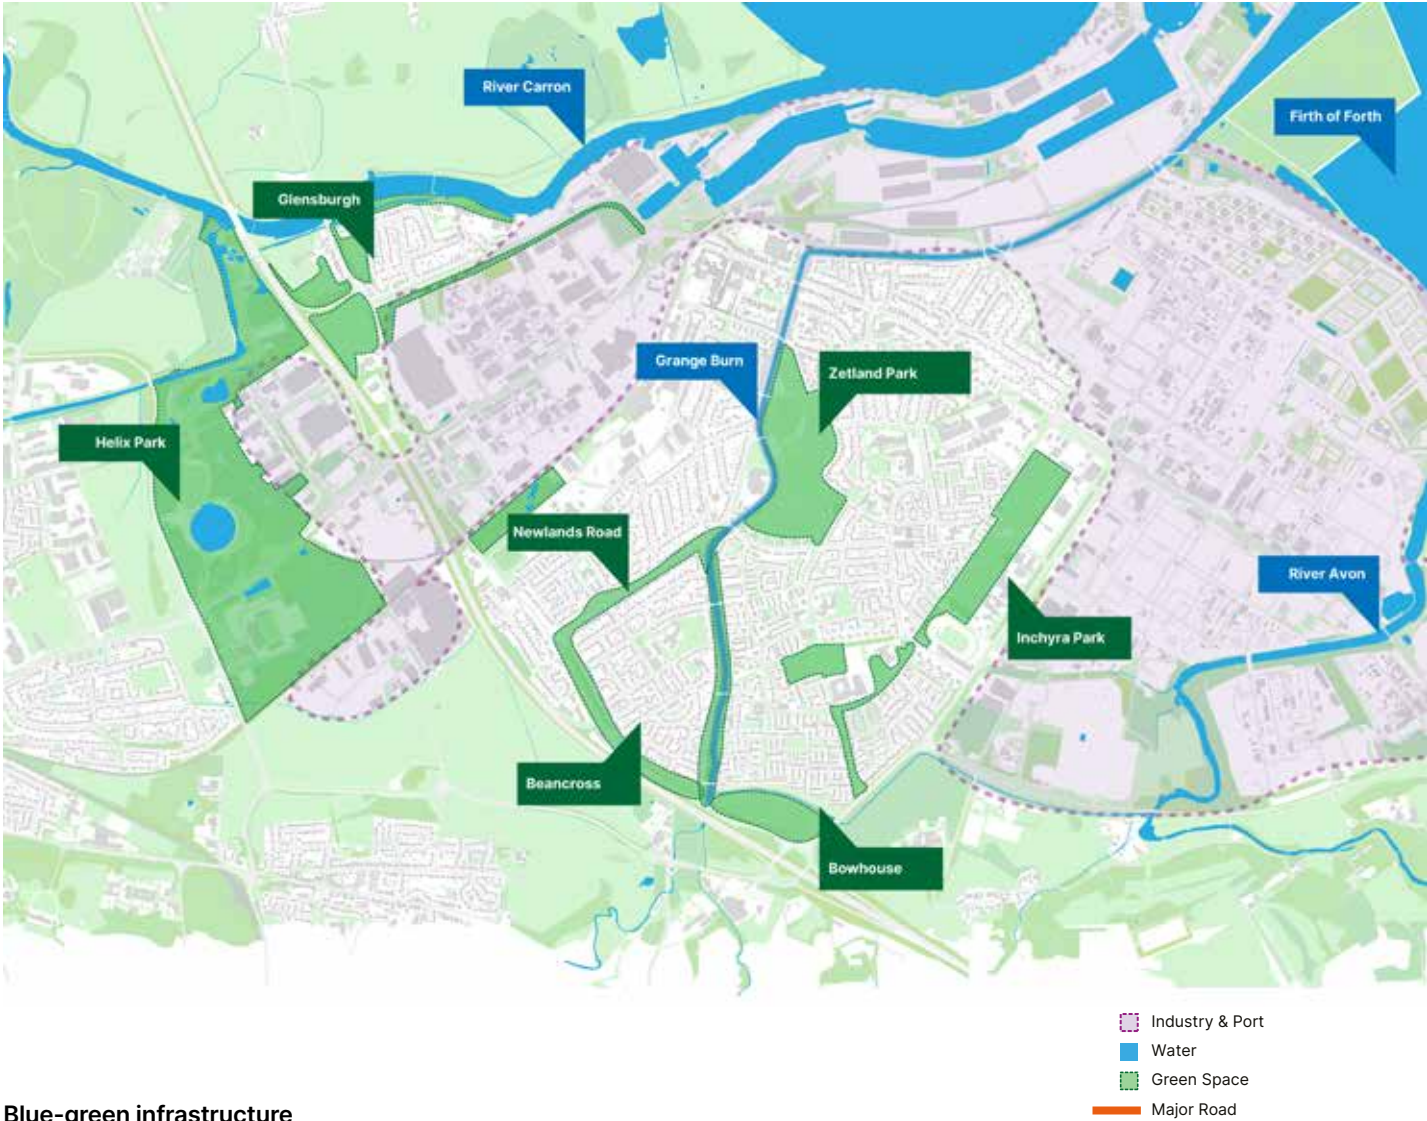 River Carron
Firth of Forth
Glensburgh
Grange Burn
Zetland Park
Helix Park
Newlands Road
River Avon
Inchyra Park
Beancross
Bowhouse
Industry & Port
Water
Green Space
Major Road
Blue-green infrastructure